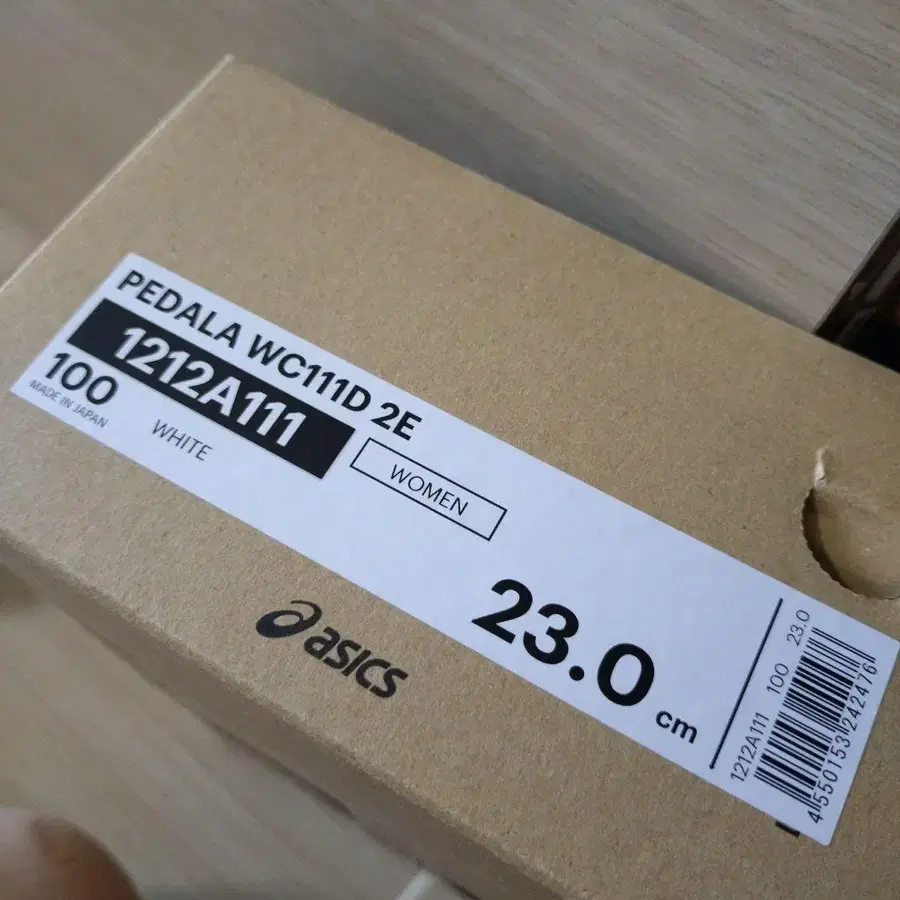 PEDALA WC111D 2E
1212A111
100
MADE IN JAPAN
WHITE
WOMEN
23.0 cm
asics
1212A111 100 23.0
4550153242476